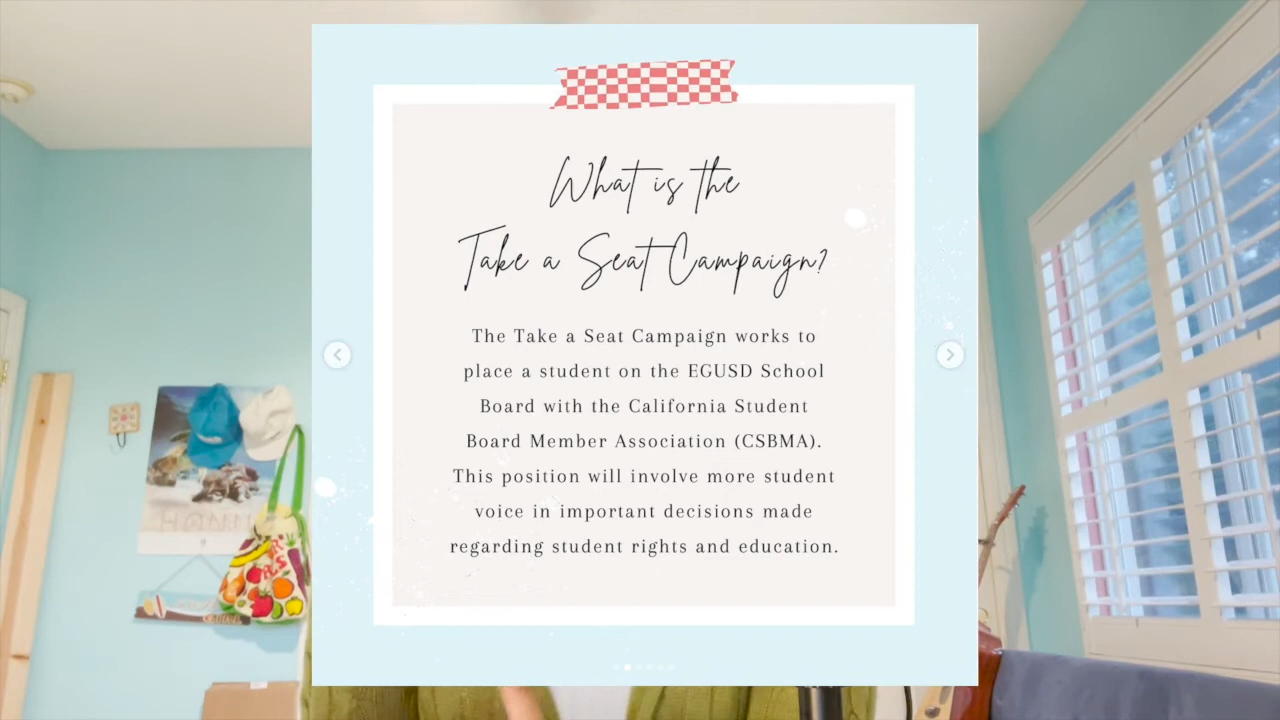 What is the
Take a Seat Campaign?
The Take a Seat Campaign works to
place a student on the EGUSD School
Board with the California Student
Board Member Association (CSBMA).
This position will involve more student
voice in important decisions made
regarding student rights and education.